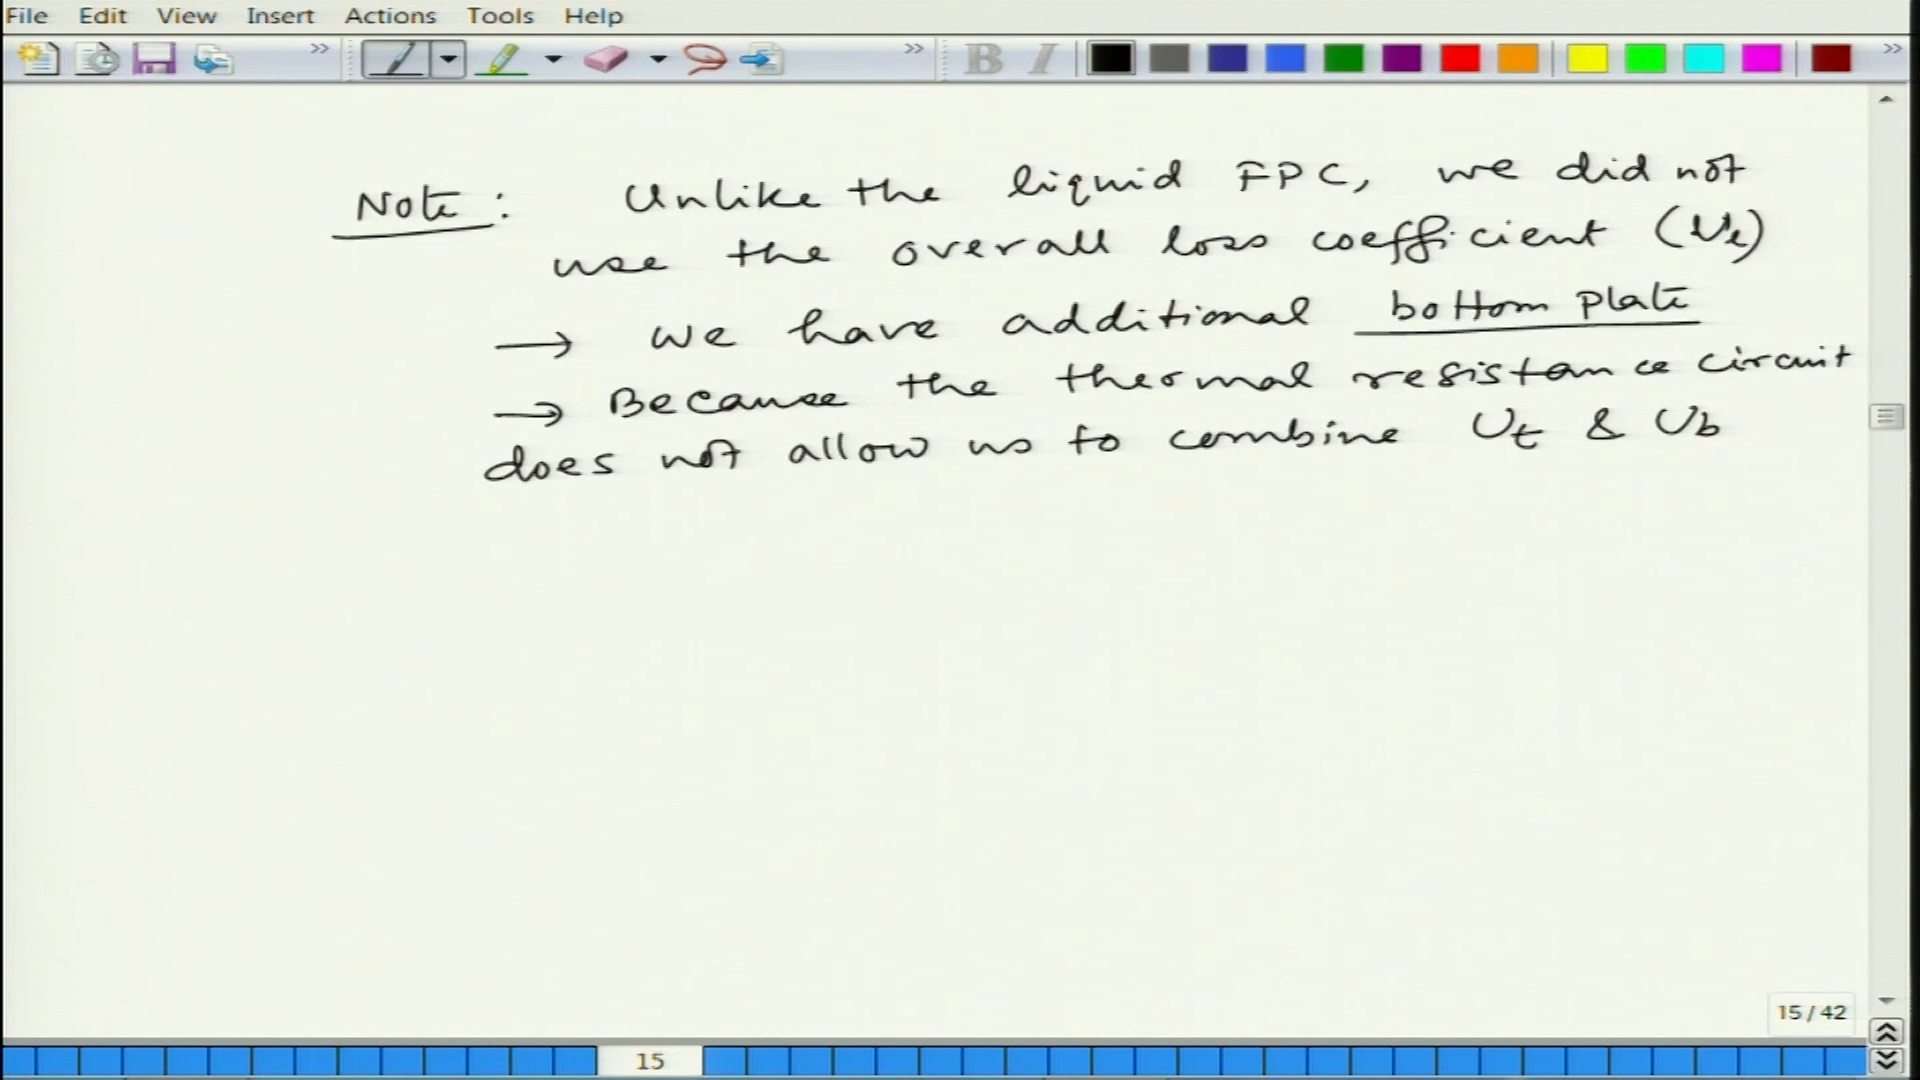 File Edit View Insert Actions Tools Help
B I
Note : Unlike the liquid FPC, we did not
use the overall loss coefficient (Ul)
→ We have additional bottom plate
→ Because the thermal resistance circuit
does not allow us to combine Ut & Ub
15 / 42
15